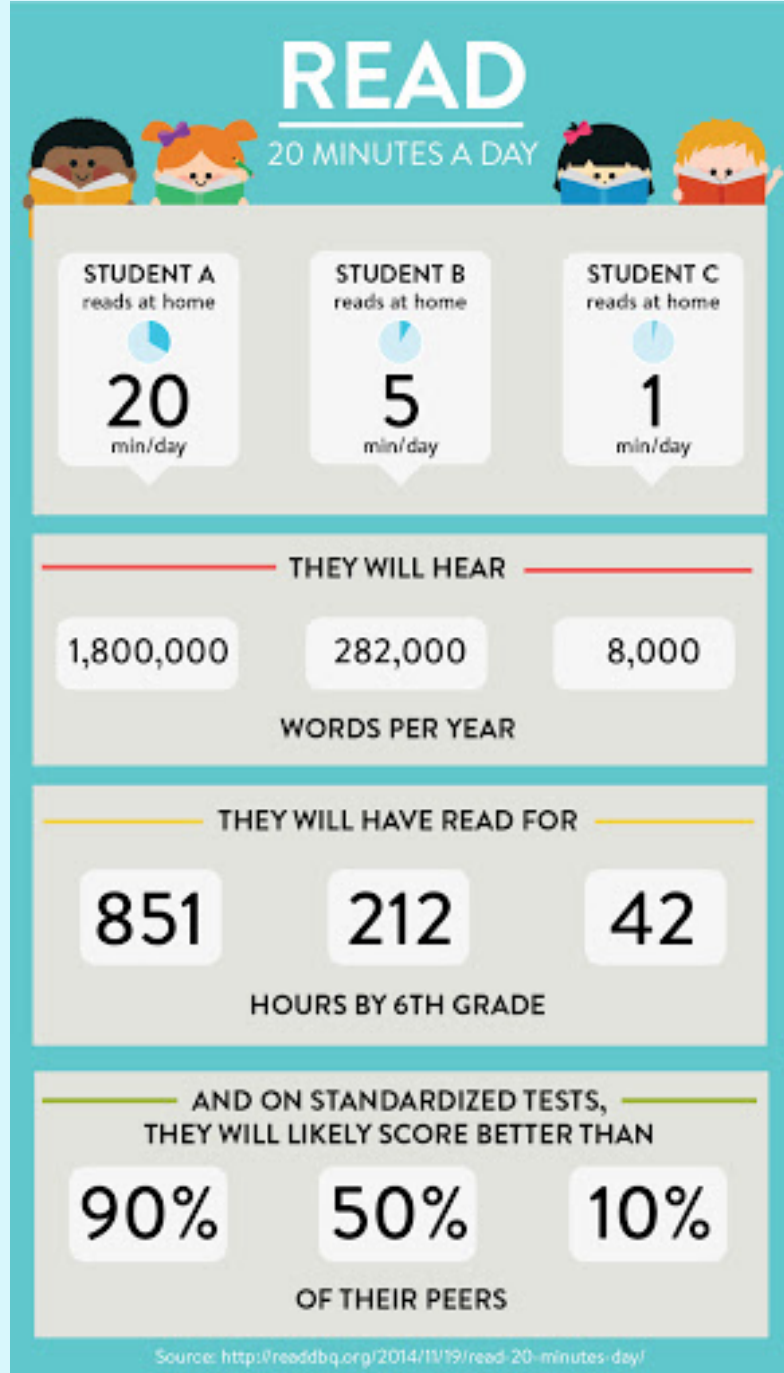 READ
20 MINUTES A DAY
STUDENT A
reads at home
20
min/day
STUDENT B
reads at home
5
min/day
STUDENT C
reads at home
1
min/day
THEY WILL HEAR
1,800,000 282,000 8,000
WORDS PER YEAR
THEY WILL HAVE READ FOR
851 212 42
HOURS BY 6TH GRADE
AND ON STANDARDIZED TESTS,
THEY WILL LIKELY SCORE BETTER THAN
90% 50% 10%
OF THEIR PEERS
Source: http://readdbq.org/2014/11/19/read-20-minutes-day/